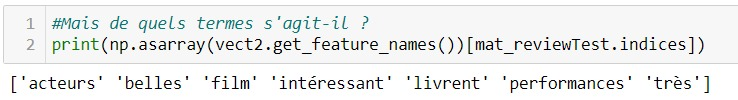 1 #Mais de quels termes s'agit-il ?
2 print(np.asarray(vect2.get_feature_names())[mat_reviewTest.indices])
['acteurs' 'belles' 'film' 'intéressant' 'livrent' 'performances' 'très']